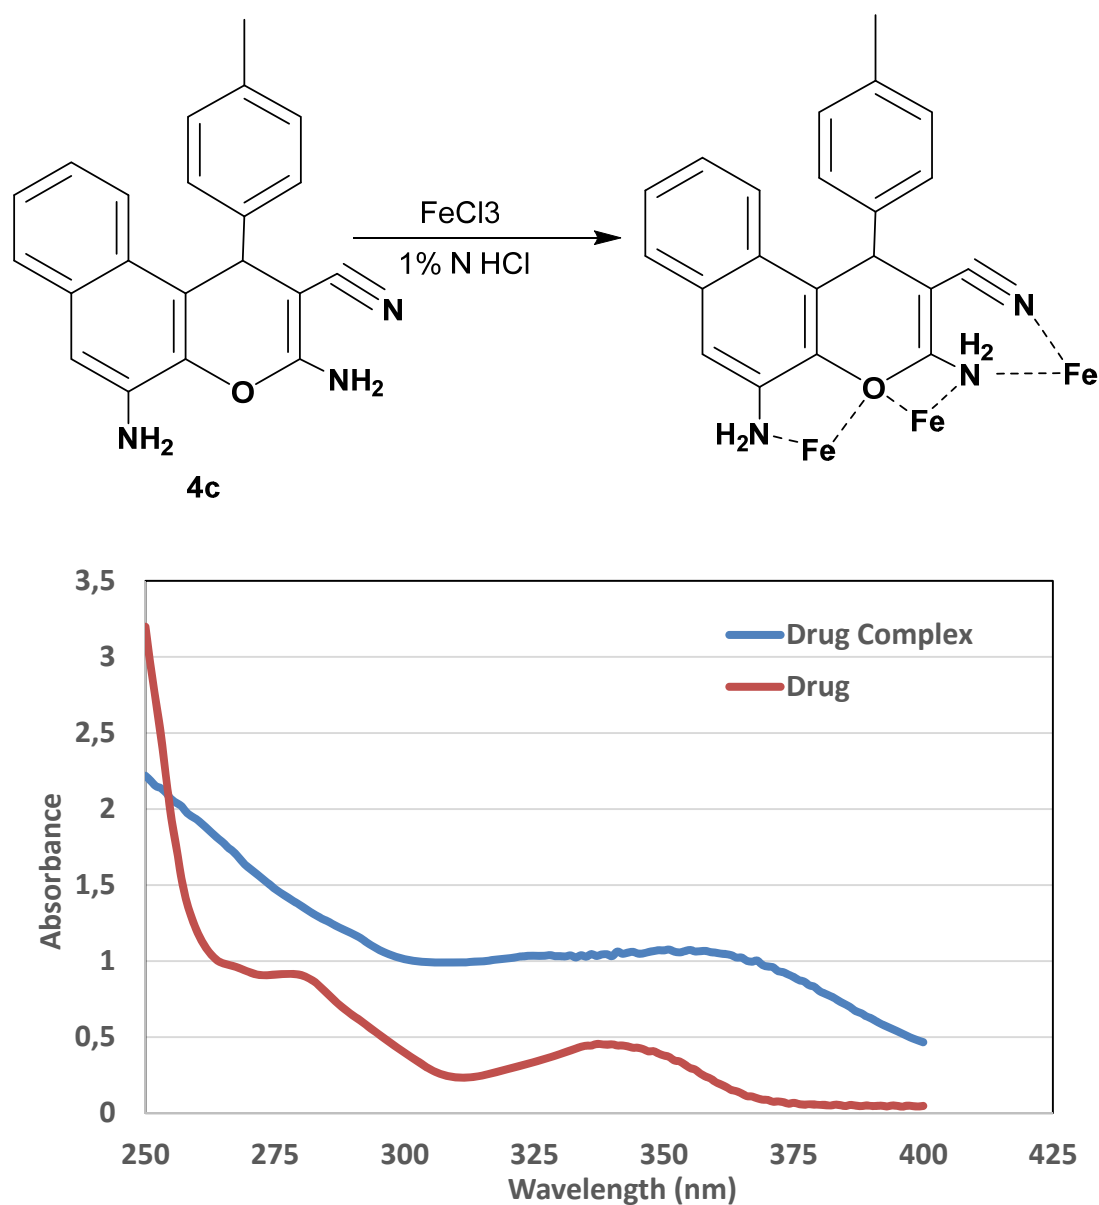 FeCl3
1% N HCl
N
NH2
O
NH2
4c
N
H2
N
Fe
O
Fe
H2N
Fe
3,5
3
2,5
2
1,5
1
0,5
0
Absorbance
Drug Complex
Drug
250 275 300 325 350 375 400 425
Wavelength (nm)